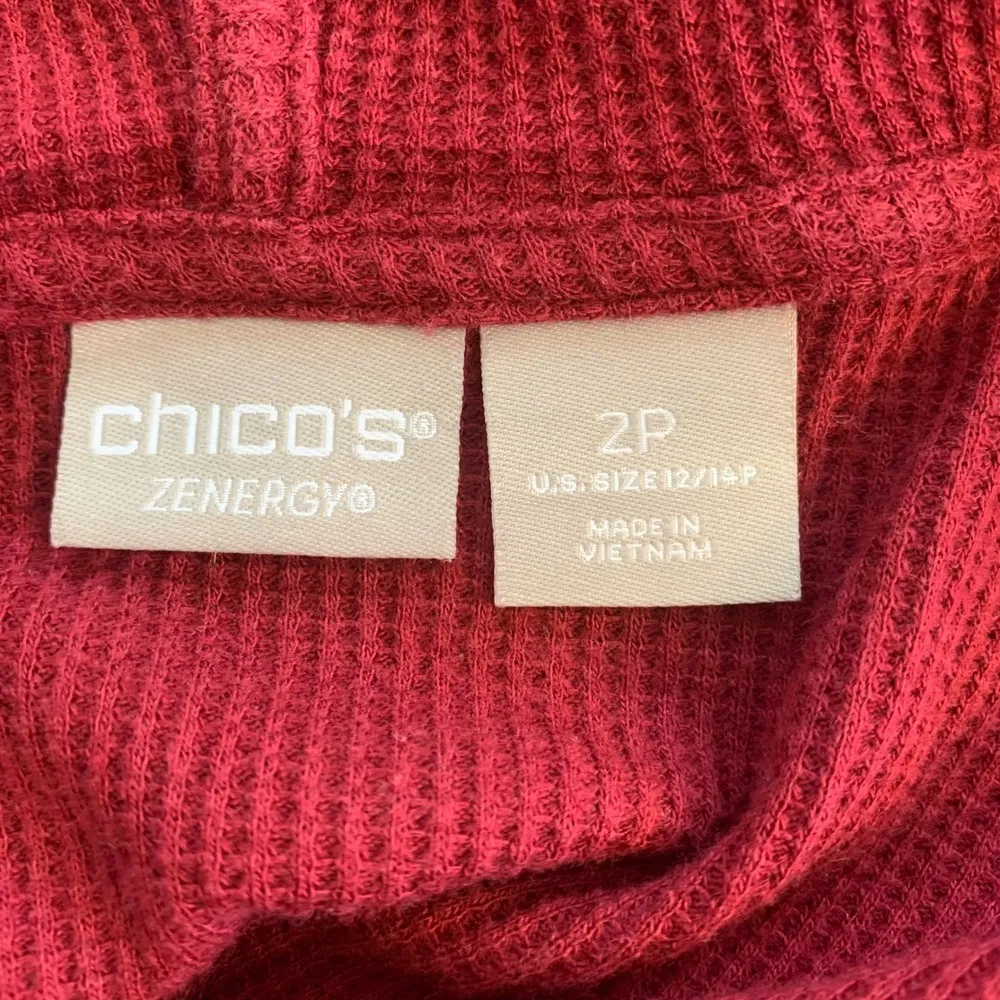 chico's®
ZENERGY®
2P
U.S. SIZE 12/14P
MADE IN
VIETNAM